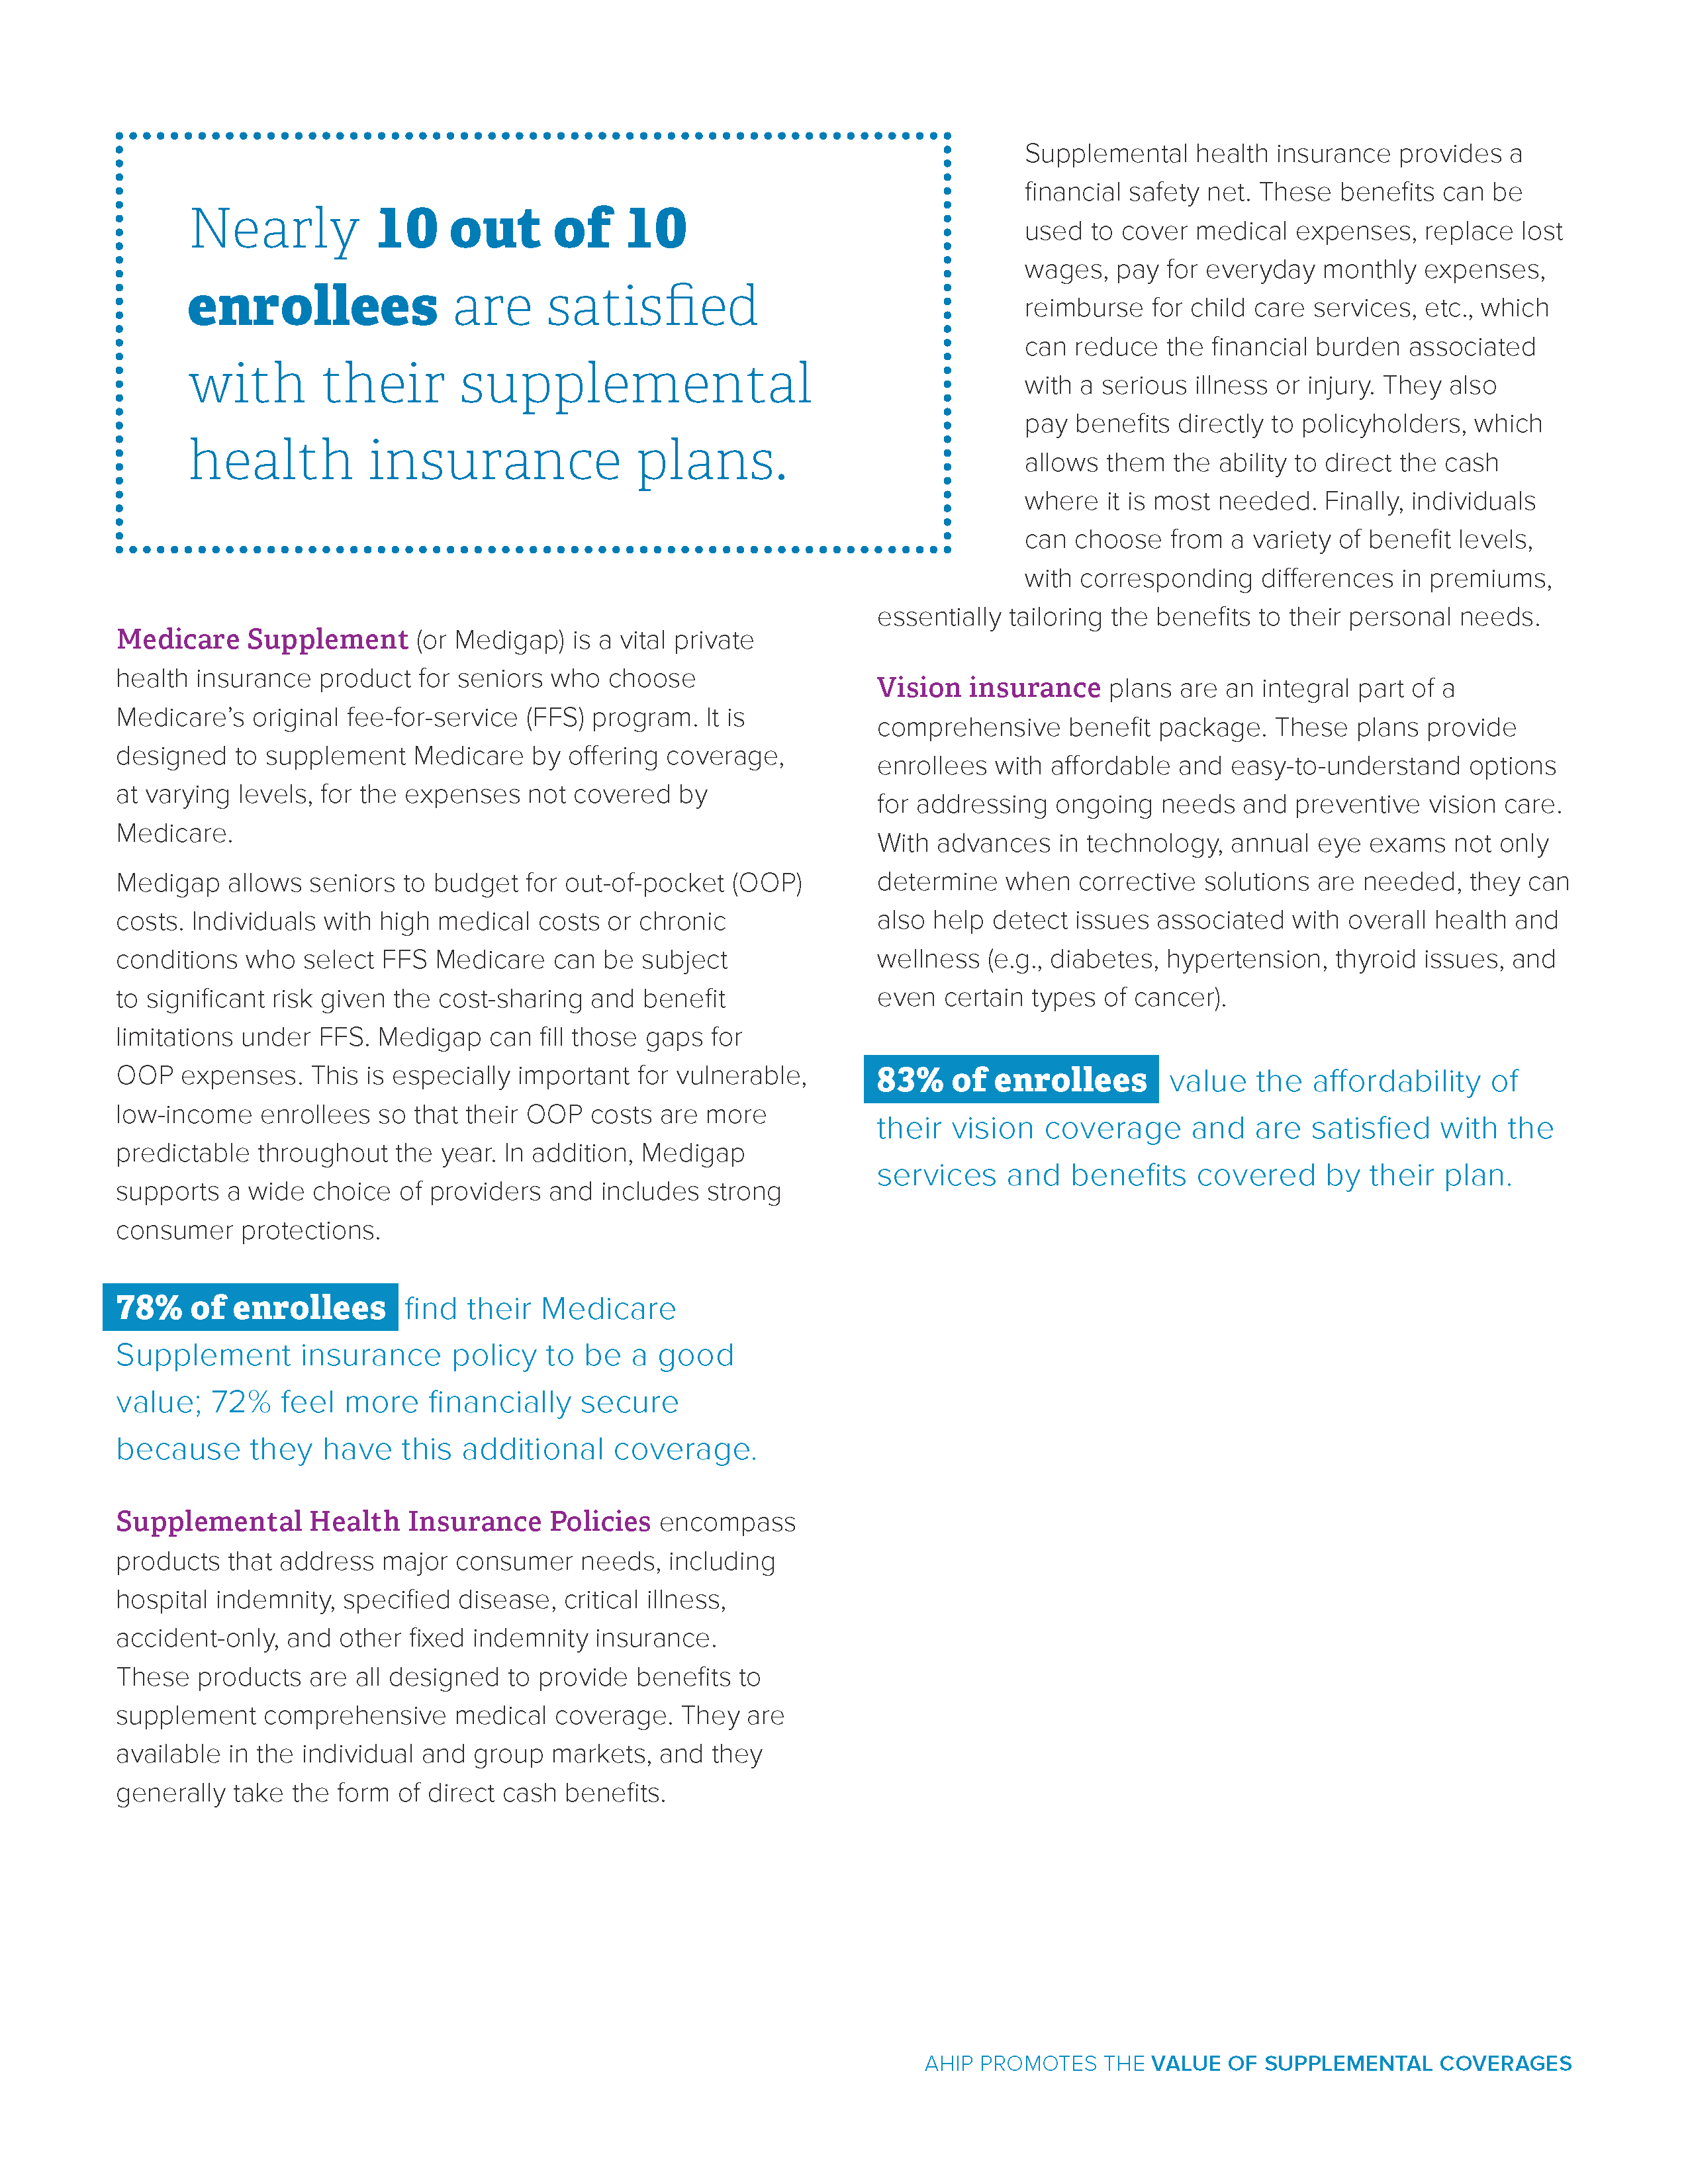 Nearly 10 out of 10
enrollees are satisfied
with their supplemental
health insurance plans.
Medicare Supplement (or Medigap) is a vital private
health insurance product for seniors who choose
Medicare’s original fee-for-service (FFS) program. It is
designed to supplement Medicare by offering coverage,
at varying levels, for the expenses not covered by
Medicare.
Medigap allows seniors to budget for out-of-pocket (OOP)
costs. Individuals with high medical costs or chronic
conditions who select FFS Medicare can be subject
to significant risk given the cost-sharing and benefit
limitations under FFS. Medigap can fill those gaps for
OOP expenses. This is especially important for vulnerable,
low-income enrollees so that their OOP costs are more
predictable throughout the year. In addition, Medigap
supports a wide choice of providers and includes strong
consumer protections.
78% of enrollees find their Medicare
Supplement insurance policy to be a good
value; 72% feel more financially secure
because they have this additional coverage.
Supplemental Health Insurance Policies encompass
products that address major consumer needs, including
hospital indemnity, specified disease, critical illness,
accident-only, and other fixed indemnity insurance.
These products are all designed to provide benefits to
supplement comprehensive medical coverage. They are
available in the individual and group markets, and they
generally take the form of direct cash benefits.
Supplemental health insurance provides a
financial safety net. These benefits can be
used to cover medical expenses, replace lost
wages, pay for everyday monthly expenses,
reimburse for child care services, etc., which
can reduce the financial burden associated
with a serious illness or injury. They also
pay benefits directly to policyholders, which
allows them the ability to direct the cash
where it is most needed. Finally, individuals
can choose from a variety of benefit levels,
with corresponding differences in premiums,
essentially tailoring the benefits to their personal needs.
Vision insurance plans are an integral part of a
comprehensive benefit package. These plans provide
enrollees with affordable and easy-to-understand options
for addressing ongoing needs and preventive vision care.
With advances in technology, annual eye exams not only
determine when corrective solutions are needed, they can
also help detect issues associated with overall health and
wellness (e.g., diabetes, hypertension, thyroid issues, and
even certain types of cancer).
83% of enrollees value the affordability of
their vision coverage and are satisfied with the
services and benefits covered by their plan.
AHIP PROMOTES THE VALUE OF SUPPLEMENTAL COVERAGES